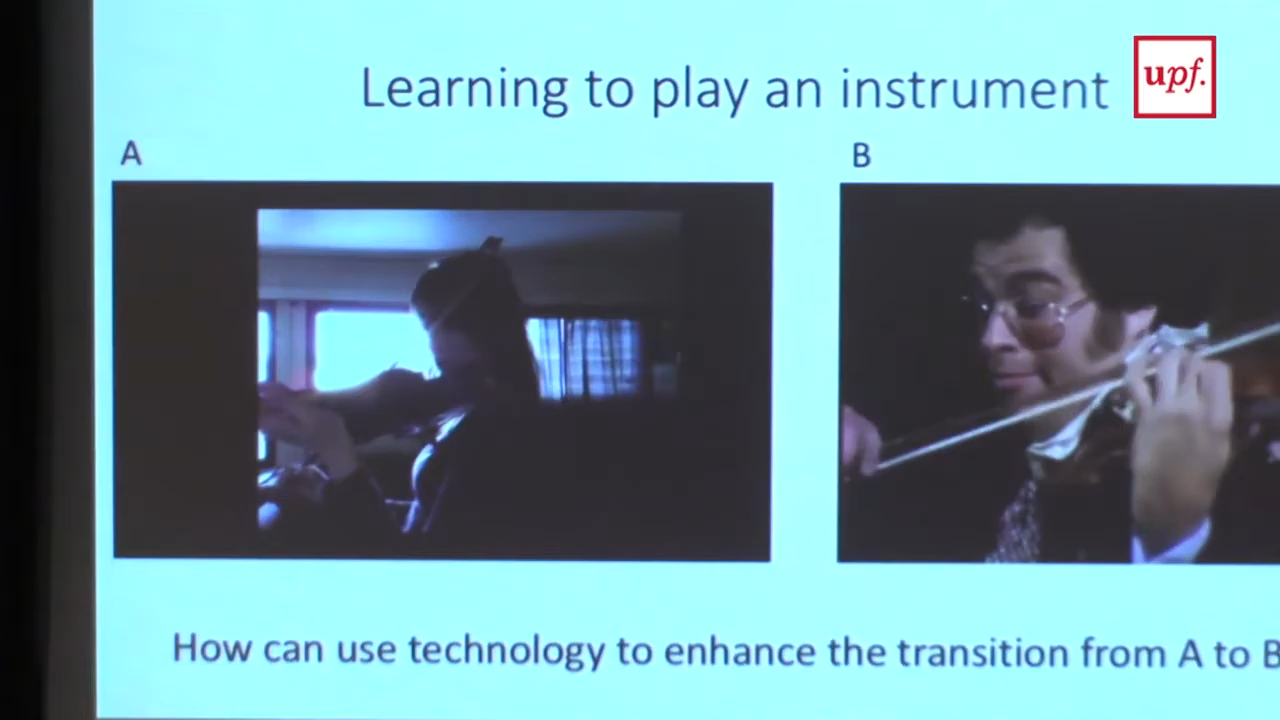 Learning to play an instrument
upf.
A
B
How can use technology to enhance the transition from A to B